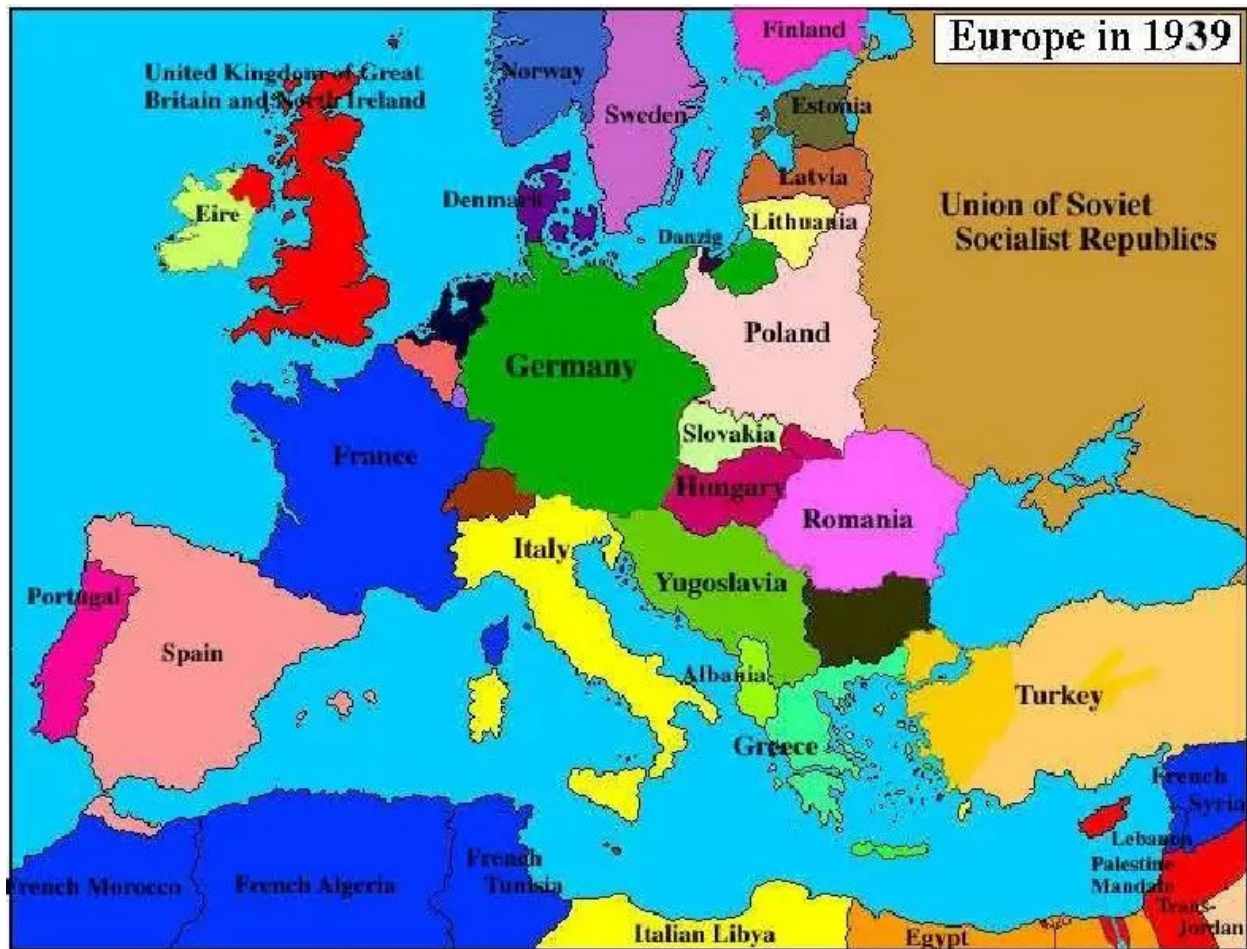 Europe in 1939
Finland
United Kingdom of Great
Britain and North Ireland
Norway
Sweden
Estonia
Latvia
Denmark
Eire
Lithuania
Danzig
Union of Soviet
Socialist Republics
Poland
Germany
Slovakia
France
Hungary
Romania
Italy
Yugoslavia
Portugal
Spain
Albania
Turkey
Greece
French
Syria
Lebanon
Palestine
Mandate
Trans-
Jordan
French Morocco
French Algeria
French
Tunisia
Italian Libya
Egypt